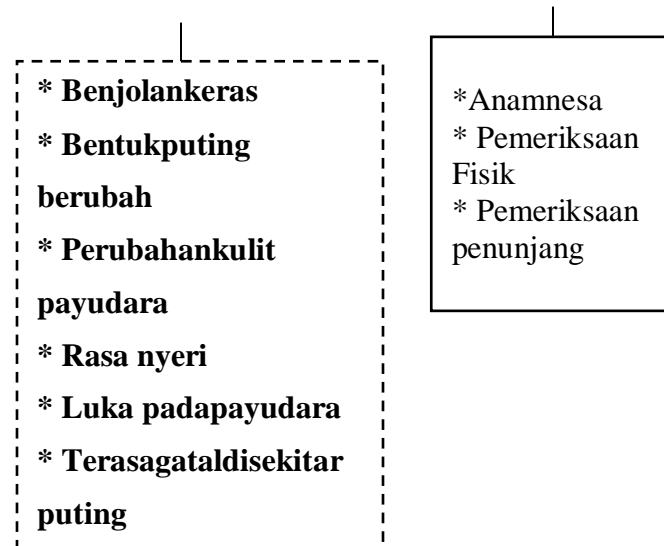 * Benjolankeras
* Bentukputing
berubah
* Perubahankulit
payudara
* Rasa nyeri
* Luka padapayudara
* Terasagataldisekitar
puting
*Anamnesa
* Pemeriksaan
Fisik
* Pemeriksaan
penunjang